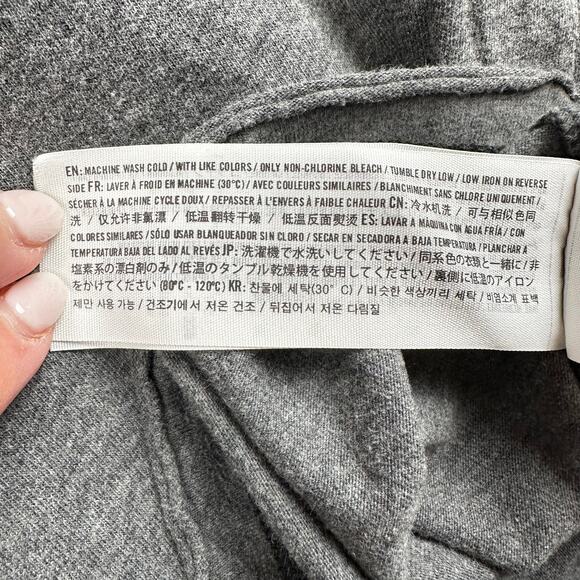 EN: MACHINE WASH COLD / WITH LIKE COLORS / ONLY NON-CHLORINE BLEACH / TUMBLE DRY LOW / LOW IRON ON REVERSE
SIDE FR: LAVER À FROID EN MACHINE (30°C) / AVEC COULEURS SIMILAIRES / BLANCHIMENT SANS CHLORE UNIQUEMENT /
SÉCHER À LA MACHINE CYCLE DOUX / REPASSER À L'ENVERS À FAIBLE CHALEUR CN: 冷水机洗 / 可与相似色同
洗 / 仅允许非氯漂 / 低温翻转干燥 / 低温反面熨烫 ES: LAVAR A MÁQUINA CON AGUA FRÍA / CON
COLORES SIMILARES / SÓLO USAR BLANQUEADOR SIN CLORO / SECAR EN SECADORA A BAJA TEMPERATURA / PLANCHAR A
TEMPERATURA BAJA DEL LADO AL REVÉS JP: 洗濯機で水洗いしてください / 同系色の衣類と一緒に / 非
塩素系の漂白剤のみ / 低温のタンブル乾燥機を使用してください / 裏側に低温のアイロン
をかけてください (80°C - 120°C) KR: 찬물에 세탁(30° C) / 비슷한 색상끼리 세탁 / 비염소계 표백
제만 사용 가능 / 건조기에서 저온 건조 / 뒤집어서 저온 다림질